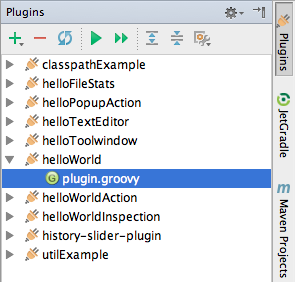 Plugins
classpathExample
helloFileStats
helloPopupAction
helloTextEditor
helloToolwindow
helloWorld
G plugin.groovy
helloWorldAction
helloWorldInspection
history-slider-plugin
utilExample
Plugins
JetGradle
m Maven Projects